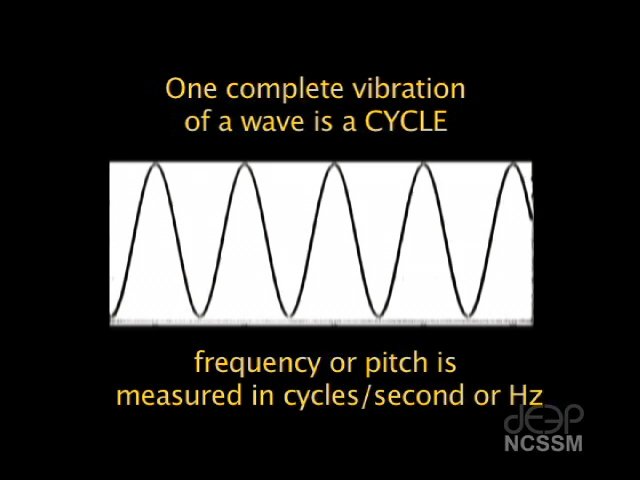 One complete vibration
of a wave is a CYCLE
frequency or pitch is
measured in cycles/second or Hz
deep
NCSSM